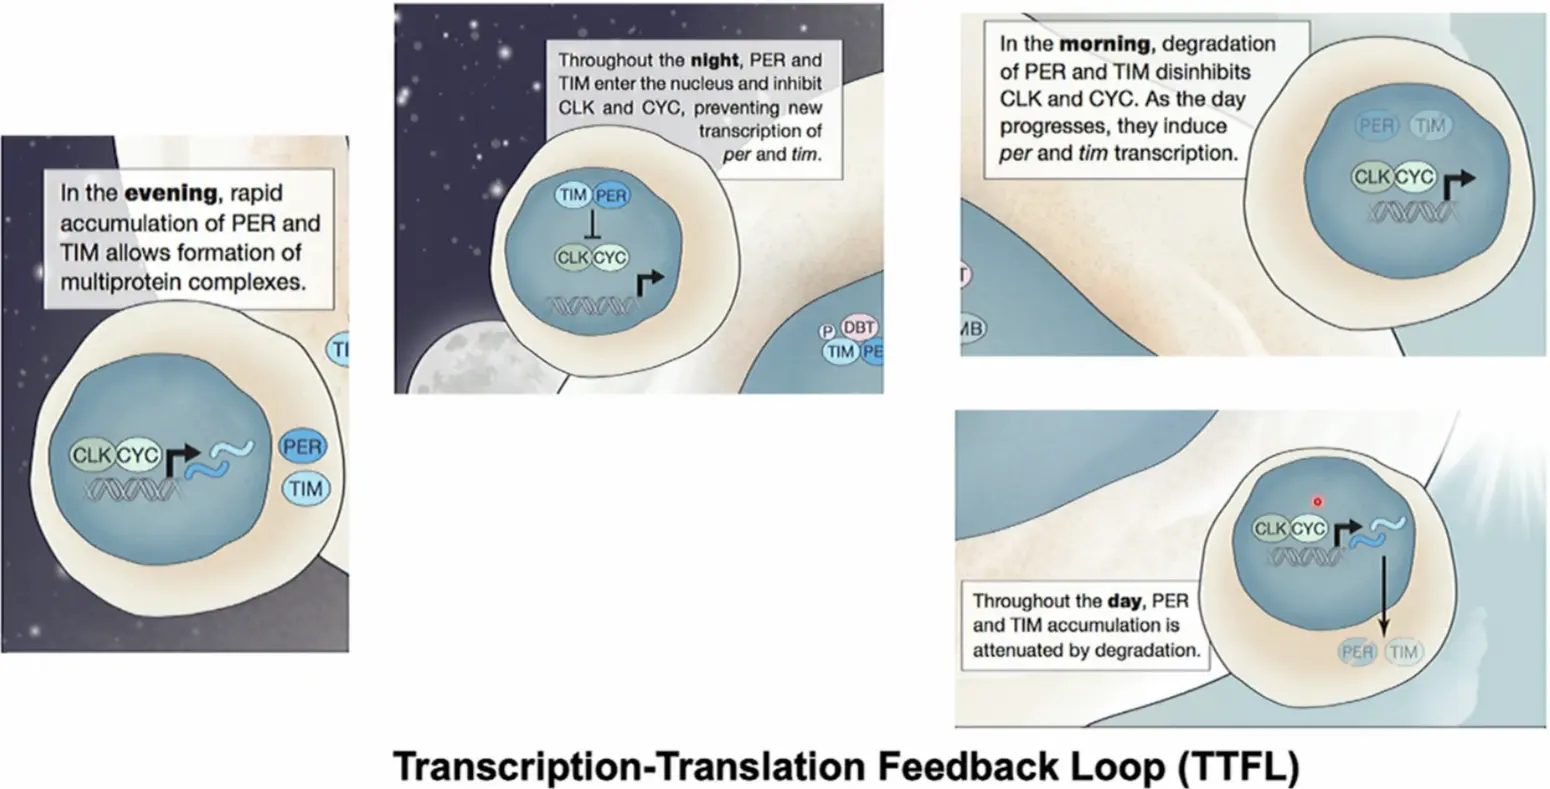 In the evening, rapid
accumulation of PER and
TIM allows formation of
multiprotein complexes.
TI
CLK CYC
PER
TIM
Throughout the night, PER and
TIM enter the nucleus and inhibit
CLK and CYC, preventing new
transcription of
per and tim.
TIM PER
CLK CYC
P DBT
TIM PE
In the morning, degradation
of PER and TIM disinhibits
CLK and CYC. As the day
progresses, they induce
per and tim transcription.
PER TIM
CLK CYC
T
MB
CLK CYC
Throughout the day, PER
and TIM accumulation is
attenuated by degradation.
PER TIM
Transcription-Translation Feedback Loop (TTFL)